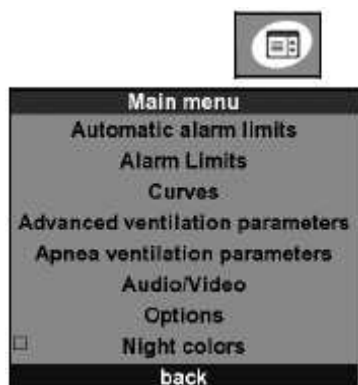 Main menu
Automatic alarm limits
Alarm Limits
Curves
Advanced ventilation parameters
Apnea ventilation parameters
Audio/Video
Options
Night colors
back